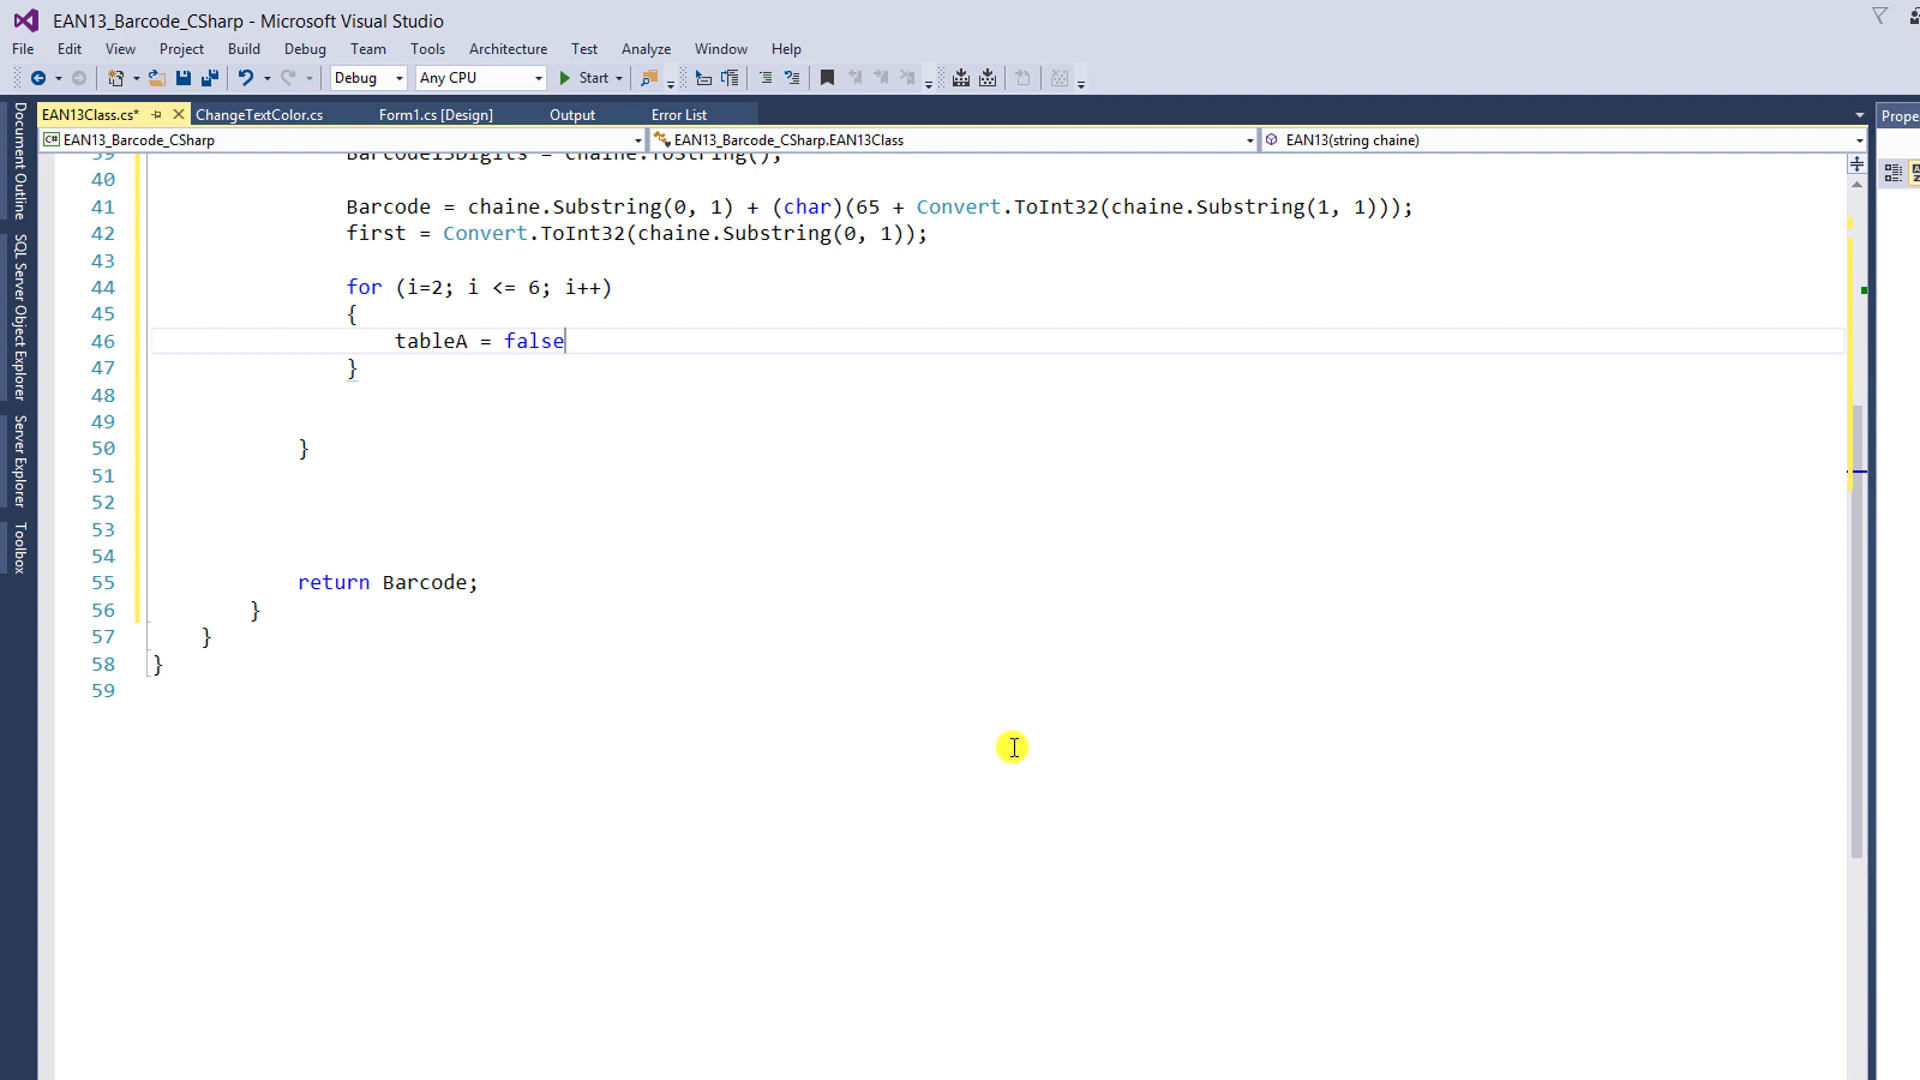 EAN13_Barcode_CSharp - Microsoft Visual Studio
File Edit View Project Build Debug Team Tools Architecture Test Analyze Window Help
Debug Any CPU Start
EAN13Class.cs* ChangeTextColor.cs Form1.cs [Design] Output Error List
EAN13_Barcode_CSharp EAN13_Barcode_CSharp.EAN13Class EAN13(string chaine)
Document Outline
SQL Server Object Explorer
Server Explorer
Toolbox
39 Barcode13Digits = chaine.ToString();
40
41 Barcode = chaine.Substring(0, 1) + (char)(65 + Convert.ToInt32(chaine.Substring(1, 1)));
42 first = Convert.ToInt32(chaine.Substring(0, 1));
43
44 for (i=2; i <= 6; i++)
45 {
46 tableA = false
47 }
48
49
50 }
51
52
53
54
55 return Barcode;
56 }
57 }
58 }
59